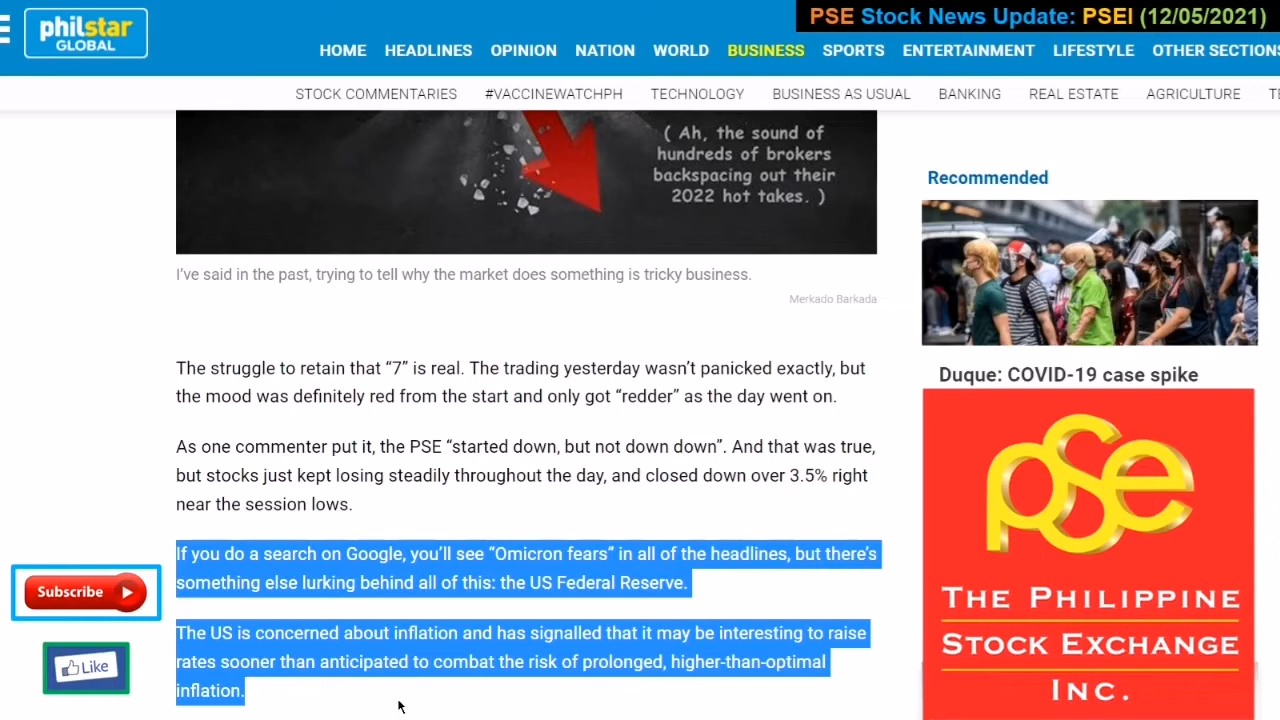 philstar
GLOBAL
PSE Stock News Update: PSEI (12/05/2021)
HOME HEADLINES OPINION NATION WORLD BUSINESS SPORTS ENTERTAINMENT LIFESTYLE OTHER SECTIONS
STOCK COMMENTARIES #VACCINEWATCHPH TECHNOLOGY BUSINESS AS USUAL BANKING REAL ESTATE AGRICULTURE
( Ah, the sound of
hundreds of brokers
backspacing out their
2022 hot takes. )
I've said in the past, trying to tell why the market does something is tricky business.
Merkado Barkada
The struggle to retain that “7” is real. The trading yesterday wasn't panicked exactly, but
the mood was definitely red from the start and only got “redder” as the day went on.
As one commenter put it, the PSE “started down, but not down down”. And that was true,
but stocks just kept losing steadily throughout the day, and closed down over 3.5% right
near the session lows.
If you do a search on Google, you'll see “Omicron fears” in all of the headlines, but there's
something else lurking behind all of this: the US Federal Reserve.
The US is concerned about inflation and has signalled that it may be interesting to raise
rates sooner than anticipated to combat the risk of prolonged, higher-than-optimal
inflation.
Subscribe
Like
Recommended
Duque: COVID-19 case spike
pse
THE PHILIPPINE
STOCK EXCHANGE
INC.